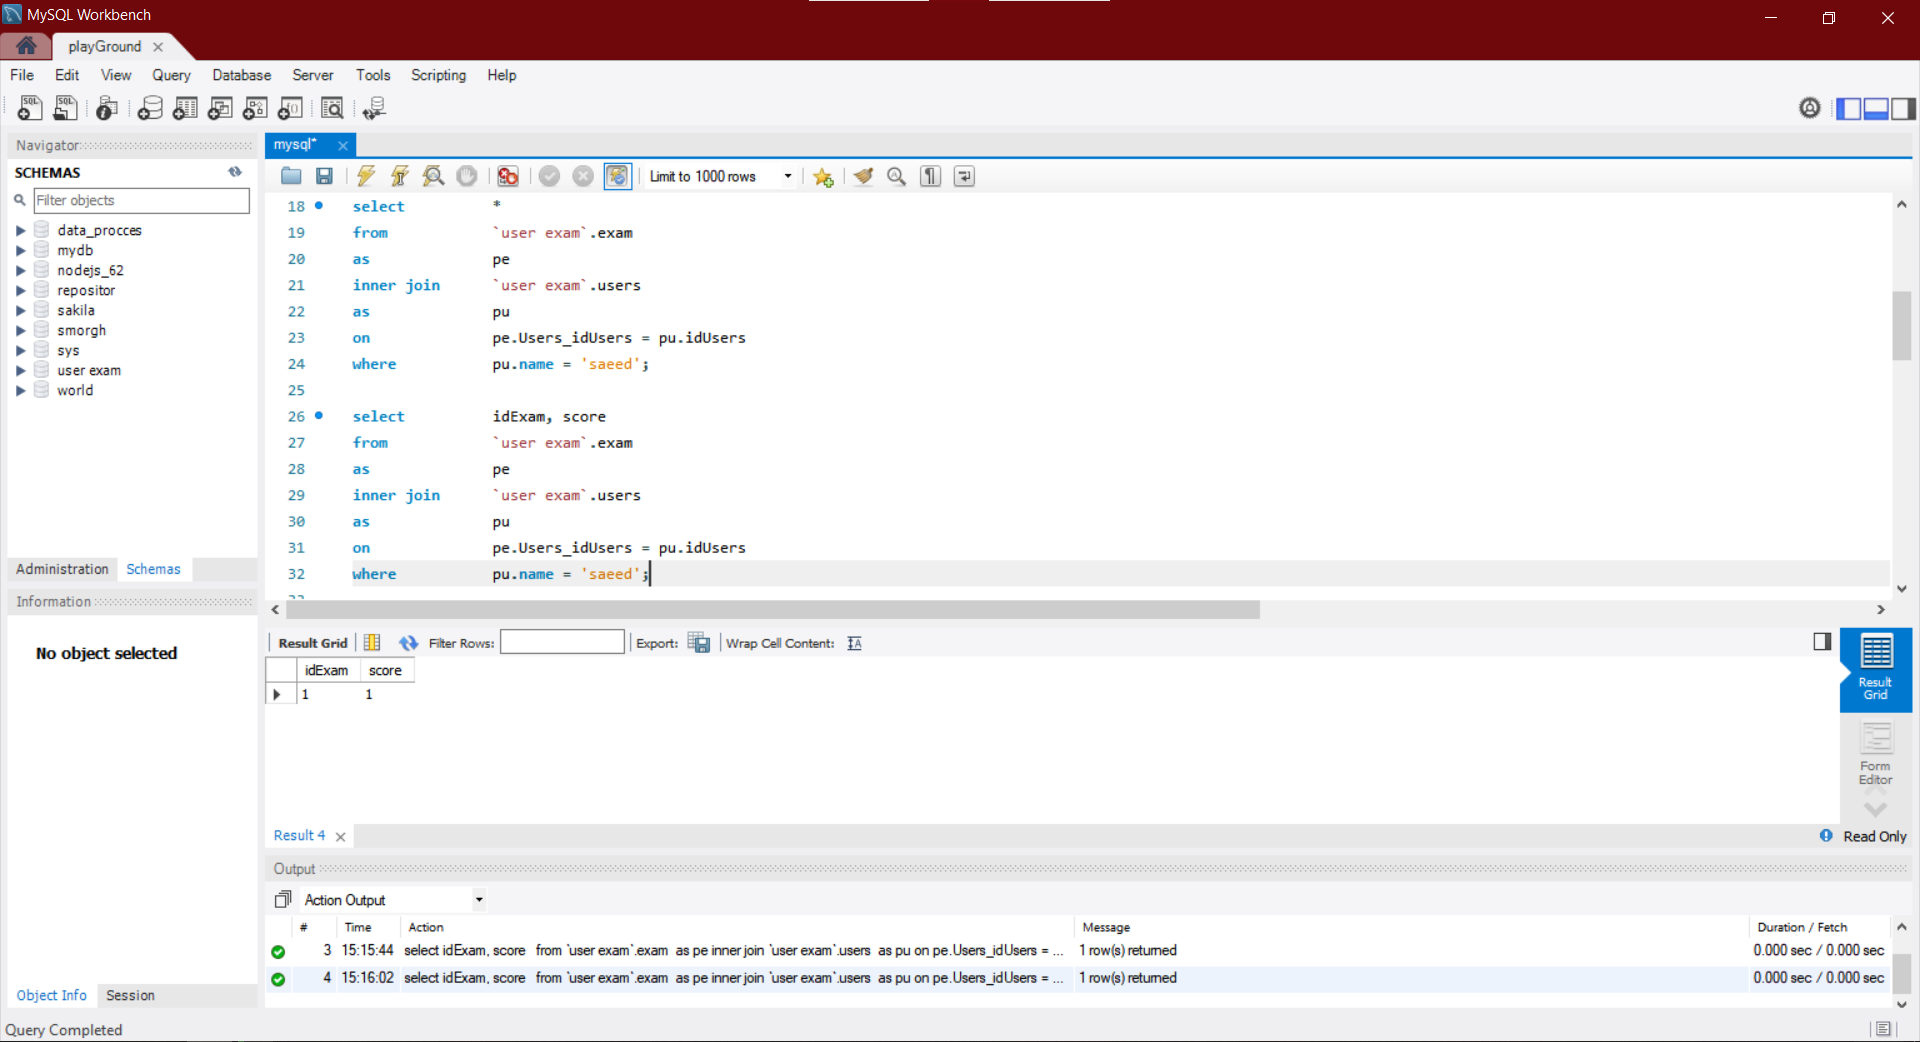 MySQL Workbench
playGround
File Edit View Query Database Server Tools Scripting Help
Navigator
SCHEMAS
Filter objects
data_procces
mydb
nodejs_62
repositor
sakila
smorgh
sys
user exam
world
Administration Schemas
Information
No object selected
Object Info Session
mysql*
Limit to 1000 rows
18 select *
19 from `user exam`.exam
20 as pe
21 inner join `user exam`.users
22 as pu
23 on pe.Users_idUsers = pu.idUsers
24 where pu.name = 'saeed';
25
26 select idExam, score
27 from `user exam`.exam
28 as pe
29 inner join `user exam`.users
30 as pu
31 on pe.Users_idUsers = pu.idUsers
32 where pu.name = 'saeed';
Result Grid Filter Rows: Export: Wrap Cell Content:
idExam score
1 1
Result Grid
Form Editor
Result 4
Read Only
Output
Action Output
# Time Action Message Duration / Fetch
3 15:15:44 select idExam, score from `user exam`.exam as pe inner join `user exam`.users as pu on pe.Users_idUsers = ... 1 row(s) returned 0.000 sec / 0.000 sec
4 15:16:02 select idExam, score from `user exam`.exam as pe inner join `user exam`.users as pu on pe.Users_idUsers = ... 1 row(s) returned 0.000 sec / 0.000 sec
Query Completed